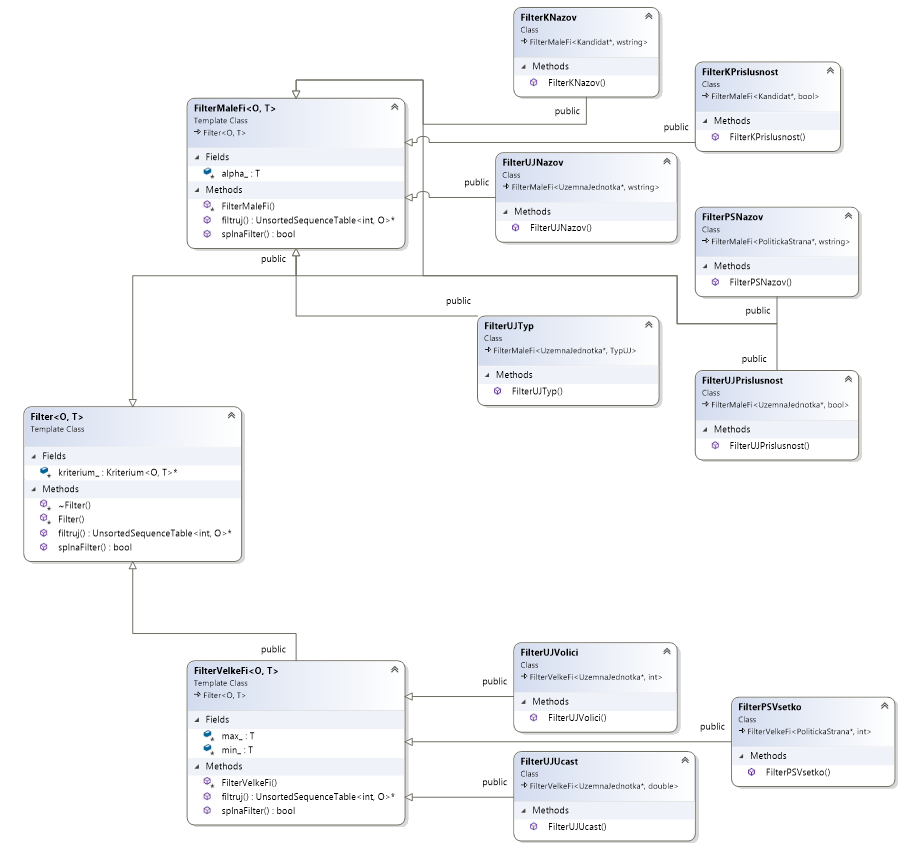 FilterKNazov
Class
FilterMaleFi<Kandidat*, wstring>
Methods
FilterKNazov()
public
FilterKPrislusnost
Class
FilterMaleFi<Kandidat*, bool>
Methods
FilterKPrislusnost()
public
FilterMaleFi<O, T>
Template Class
Filter<O, T>
Fields
alpha_ : T
Methods
FilterMaleFi()
filtruj() : UnsortedSequenceTable<int, O>*
splnaFilter() : bool
public
FilterUJNazov
Class
FilterMaleFi<UzemnaJednotka*, wstring>
Methods
FilterUJNazov()
public
FilterPSNazov
Class
FilterMaleFi<PolitickaStrana*, wstring>
Methods
FilterPSNazov()
public
FilterUJTyp
Class
FilterMaleFi<UzemnaJednotka*, TypUJ>
Methods
FilterUJTyp()
public
FilterUJPrislusnost
Class
FilterMaleFi<UzemnaJednotka*, bool>
Methods
FilterUJPrislusnost()
public
Filter<O, T>
Template Class
Fields
kriterium_ : Kriterium<O, T>*
Methods
~Filter()
Filter()
filtruj() : UnsortedSequenceTable<int, O>*
splnaFilter() : bool
public
FilterVelkeFi<O, T>
Template Class
Filter<O, T>
Fields
max_ : T
min_ : T
Methods
FilterVelkeFi()
filtruj() : UnsortedSequenceTable<int, O>*
splnaFilter() : bool
public
FilterUJVolici
Class
FilterVelkeFi<UzemnaJednotka*, int>
Methods
FilterUJVolici()
public
FilterPSVsetko
Class
FilterVelkeFi<PolitickaStrana*, int>
Methods
FilterPSVsetko()
public
FilterUJUcast
Class
FilterVelkeFi<UzemnaJednotka*, double>
Methods
FilterUJUcast()